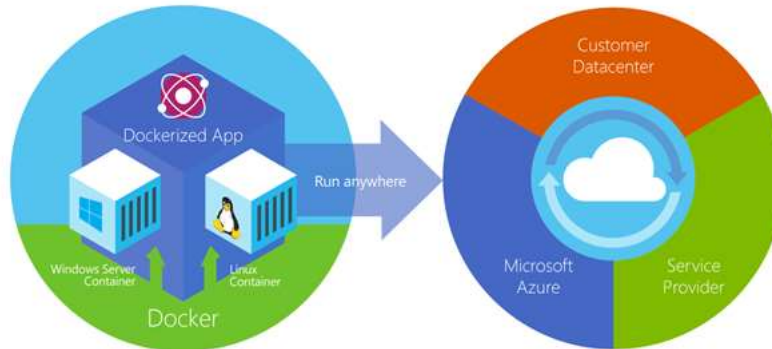 Dockerized App
Windows Server
Container
Linux
Container
Docker
Run anywhere
Customer
Datacenter
Microsoft
Azure
Service
Provider